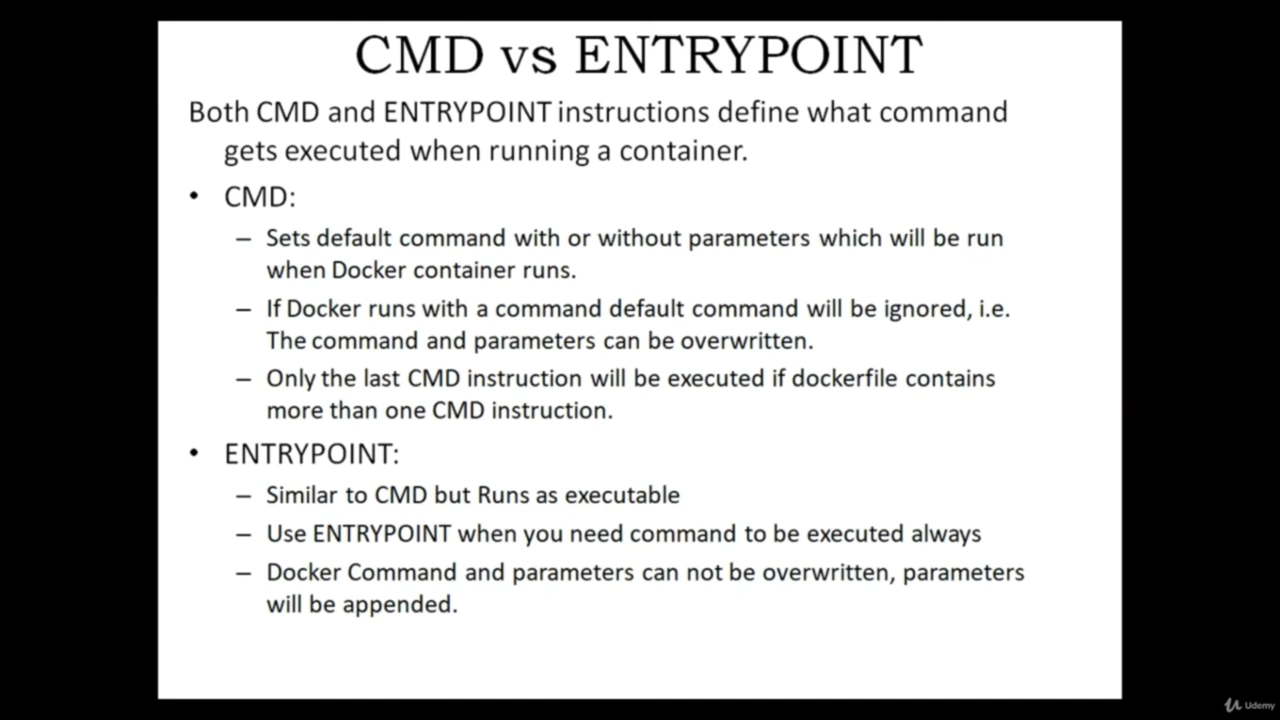 CMD vs ENTRYPOINT
Both CMD and ENTRYPOINT instructions define what command
gets executed when running a container.
• CMD:
– Sets default command with or without parameters which will be run
when Docker container runs.
– If Docker runs with a command default command will be ignored, i.e.
The command and parameters can be overwritten.
– Only the last CMD instruction will be executed if dockerfile contains
more than one CMD instruction.
• ENTRYPOINT:
– Similar to CMD but Runs as executable
– Use ENTRYPOINT when you need command to be executed always
– Docker Command and parameters can not be overwritten, parameters
will be appended.
Udemy